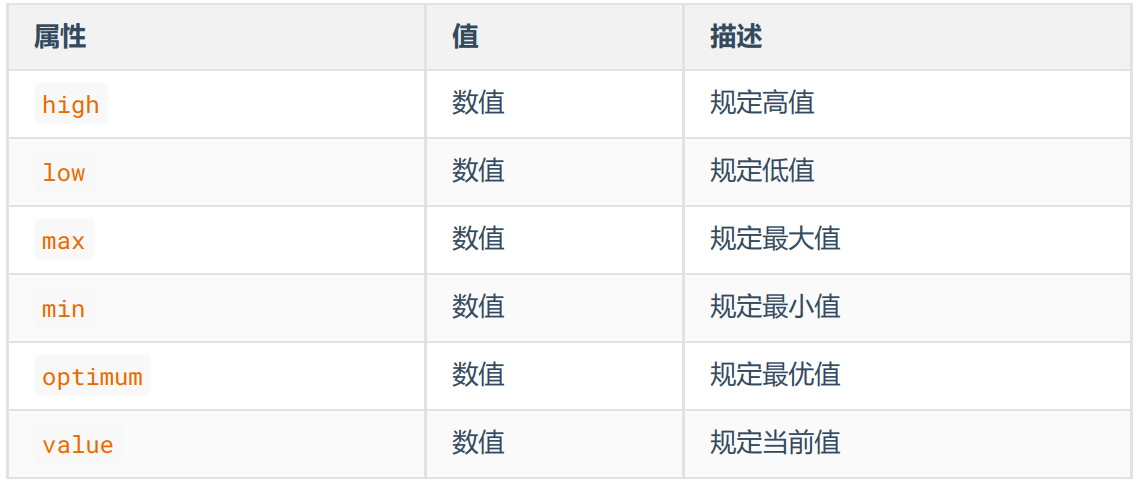 属性 值 描述
high 数值 规定高值
low 数值 规定低值
max 数值 规定最大值
min 数值 规定最小值
optimum 数值 规定最优值
value 数值 规定当前值